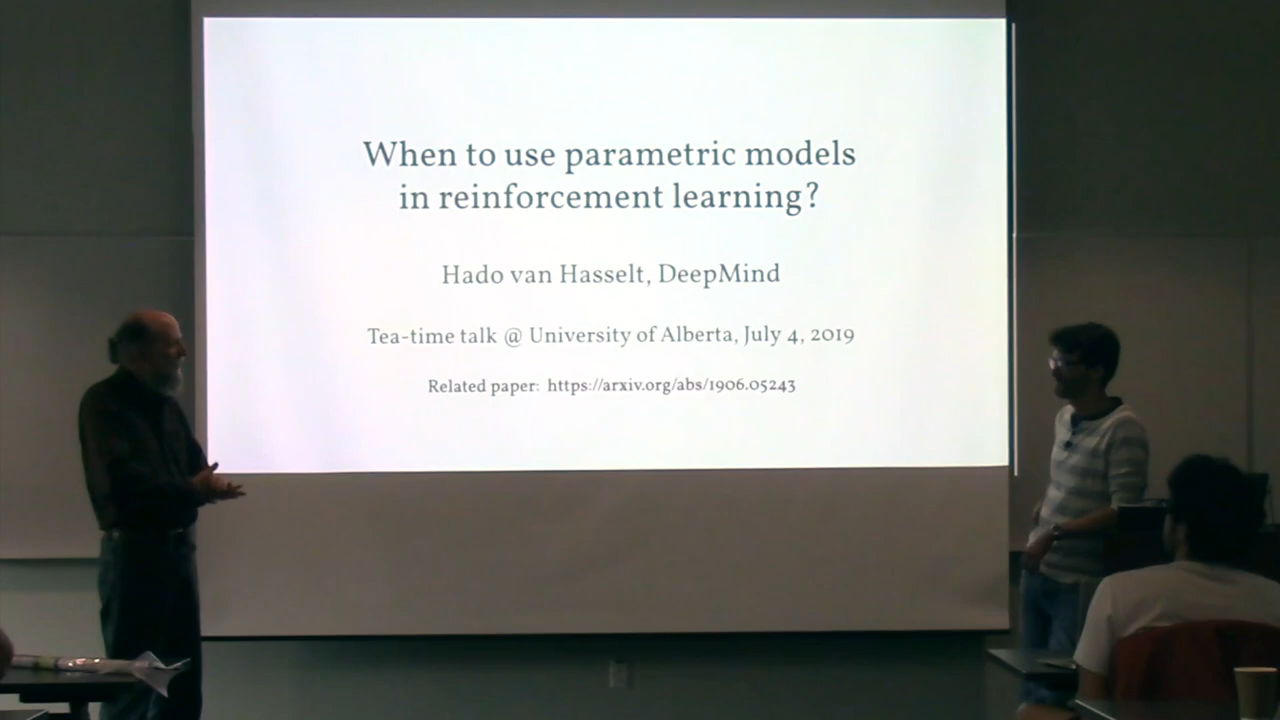 When to use parametric models
in reinforcement learning?
Hado van Hasselt, DeepMind
Tea-time talk @ University of Alberta, July 4, 2019
Related paper: https://arxiv.org/abs/1906.05243